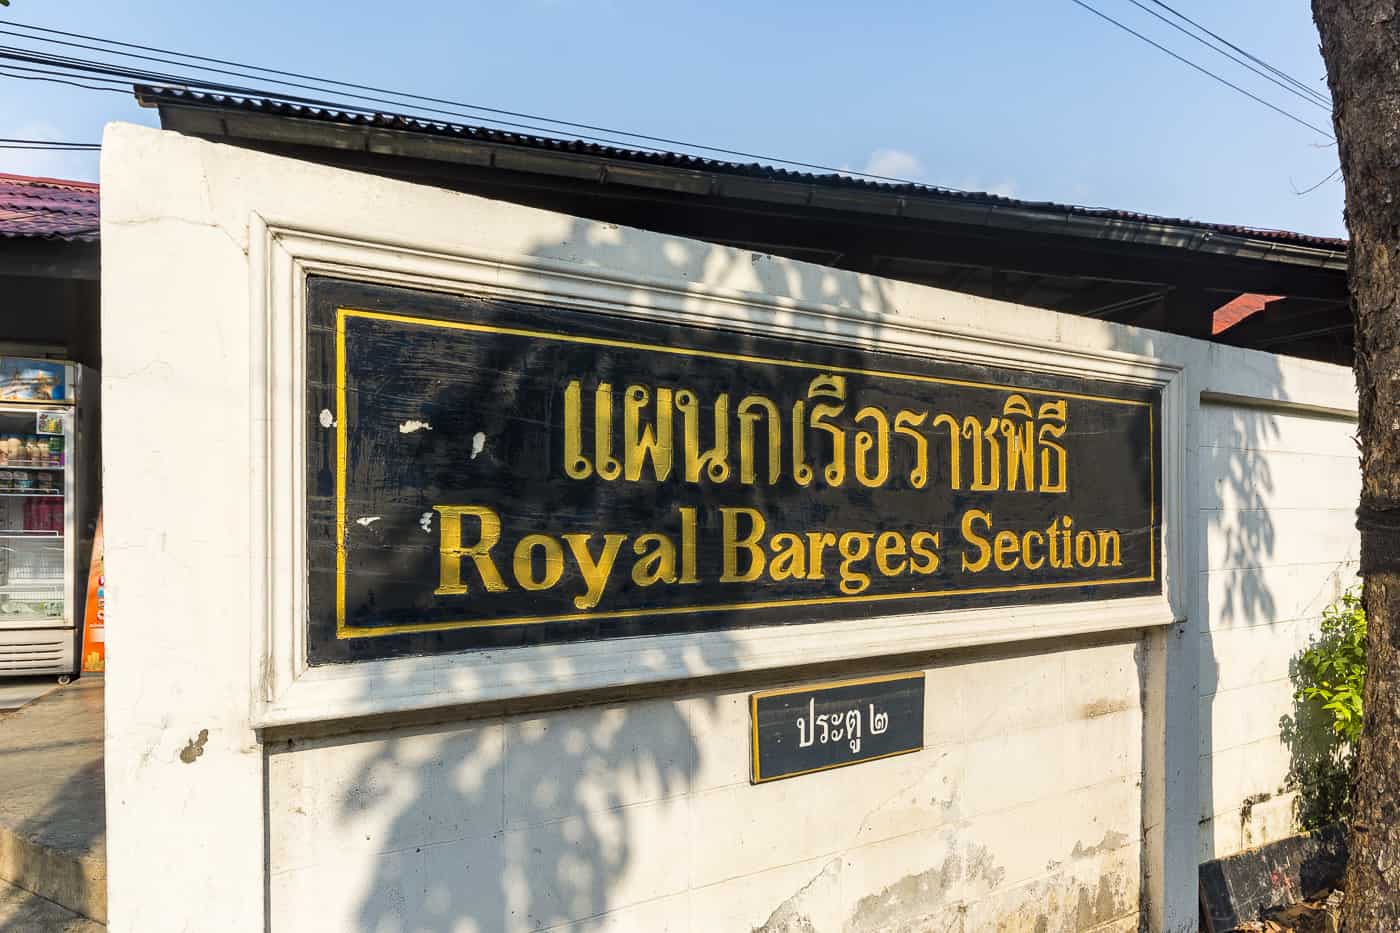 แผนกเรือราชพิธี
Royal Barges Section
ประตู ๒